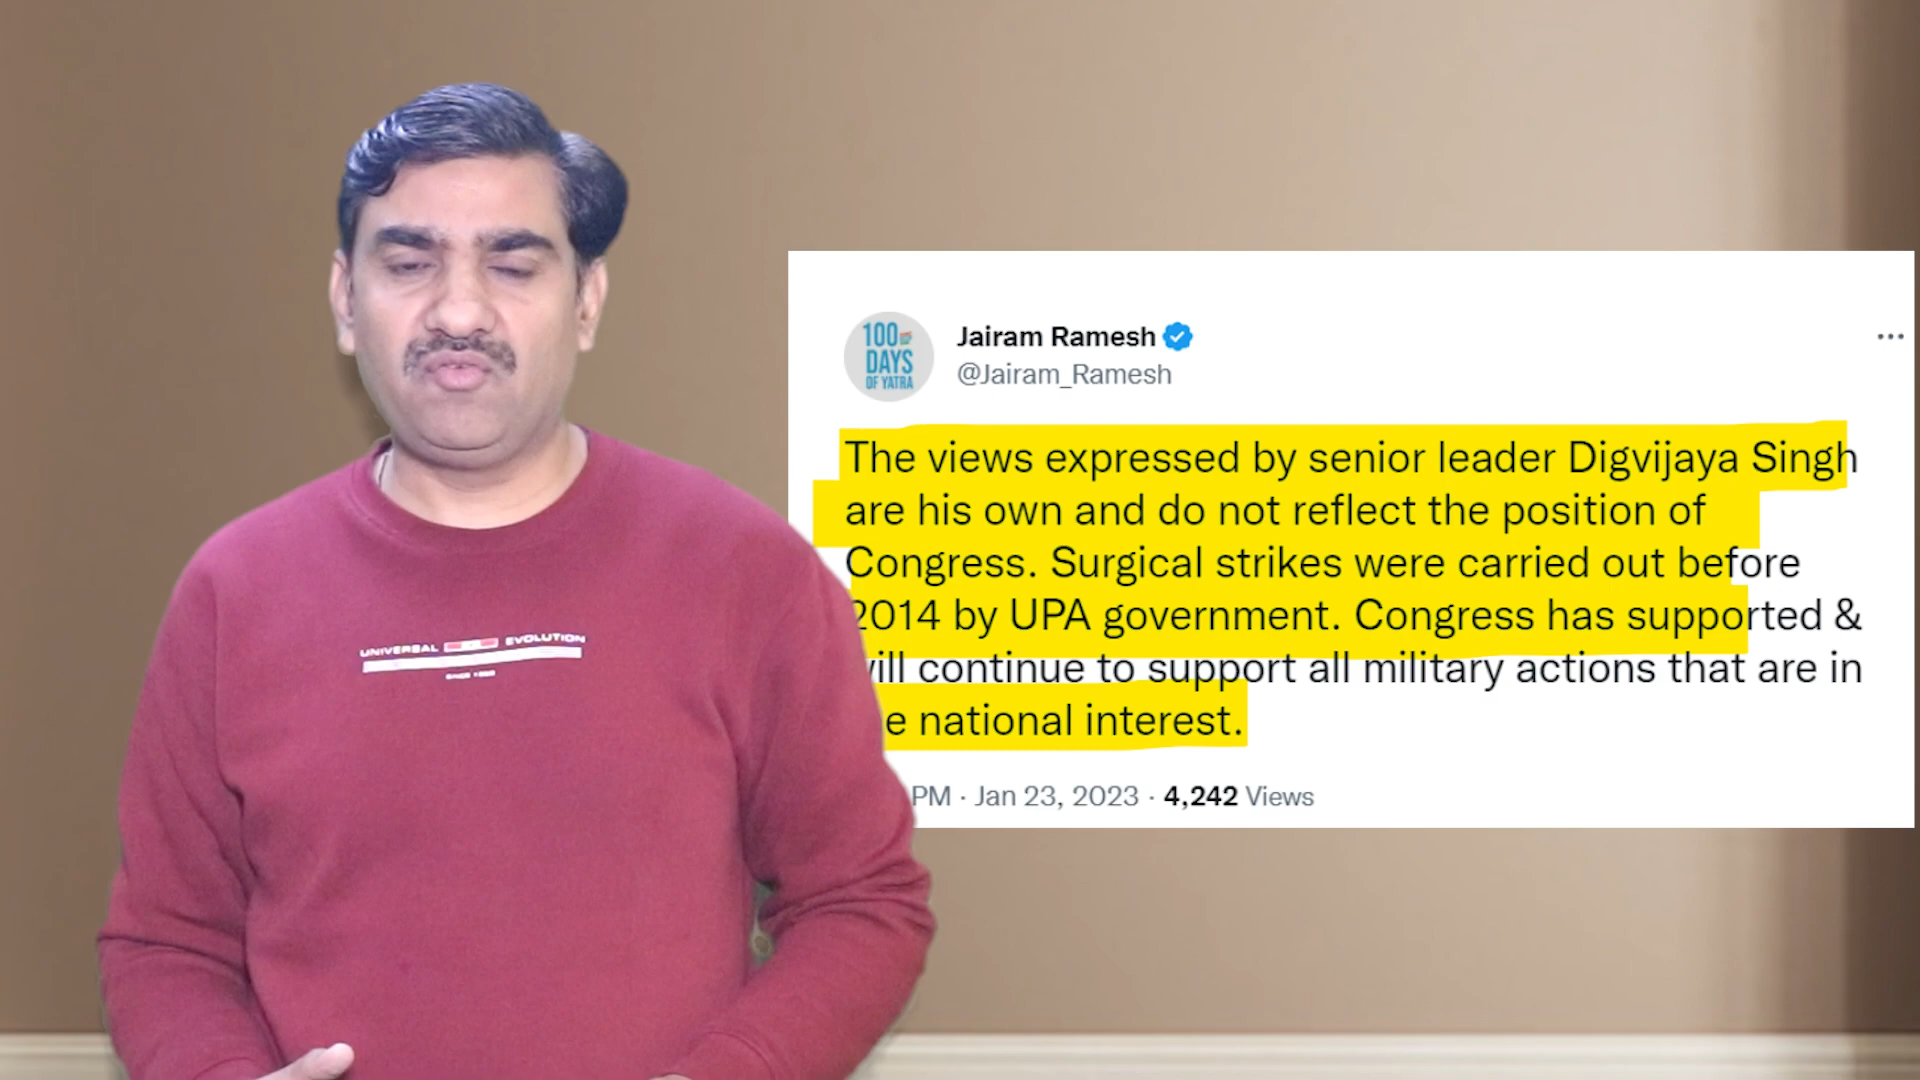 UNIVERSAL EVOLUTION
100
DAYS
OF YATRA
Jairam Ramesh
@Jairam_Ramesh
The views expressed by senior leader Digvijaya Singh
are his own and do not reflect the position of
Congress. Surgical strikes were carried out before
2014 by UPA government. Congress has supported &
will continue to support all military actions that are in
e national interest.
PM · Jan 23, 2023 · 4,242 Views